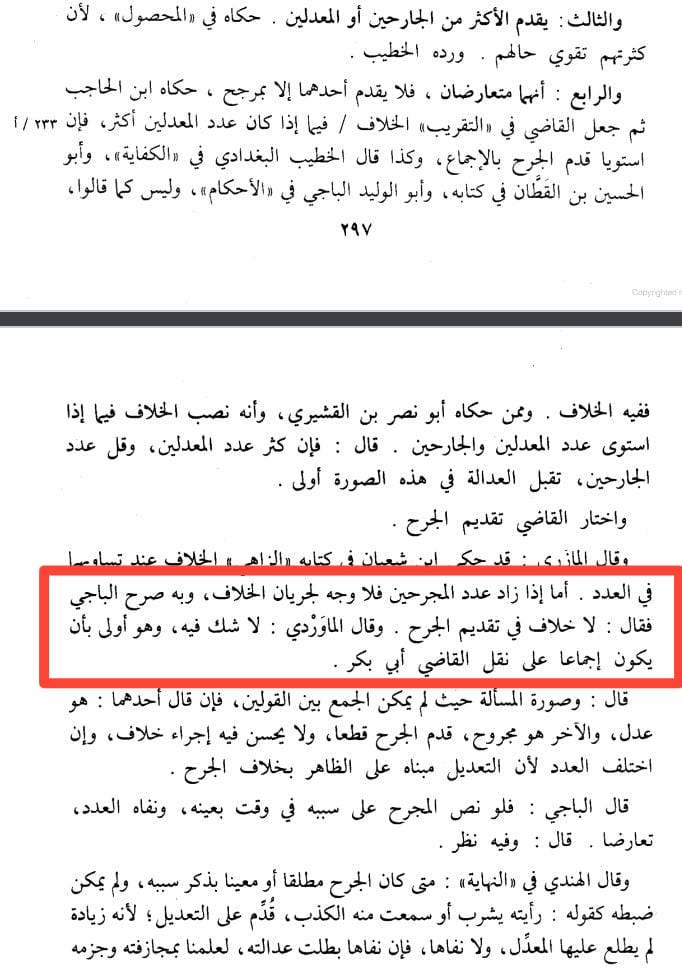 والثالث : يقدم الأكثر من الجارحين أو المعدلين . حكاه في «المحصول» ، لأن
كثرتهم تقوي حالهم . ورده الخطيب .
والرابع : أنهما متعارضان ، فلا يقدم أحدهما إلا بمرجح ، حكاه ابن الحاجب
ثم جعل القاضي في «التقريب» الخلاف / فيما إذا كان عدد المعدلين أكثر، فإن ٢٣٣ / أ
استويا قدم الجرح بالإجماع، وكذا قال الخطيب البغدادي في «الكفاية»، وأبو
الحسين بن القَطَّان في كتابه، وأبو الوليد الباجي في «الأحكام»، وليس كما قالوا،
٢٩٧
Copyrighted
ففيه الخلاف . وممن حكاه أبو نصر بن القشيري، وأنه نصب الخلاف فيما إذا
استوى عدد المعدلين والجارحين . قال : فإن كثر عدد المعدلين، وقل عدد
الجارحين، تقبل العدالة في هذه الصورة أولى .
واختار القاضي تقديم الجرح .
وقال المازَري : قد حكى ابن شعبان في كتابه «الزاهي» الخلاف عند تساويهما
في العدد . أما إذا زاد عدد المجرحين فلا وجه لجريان الخلاف، وبه صرح الباجي
فقال : لا خلاف في تقديم الجرح . وقال الماوَرْدي : لا شك فيه، وهو أولى بأن
يكون إجماعا على نقل القاضي أبي بكر .
قال : وصورة المسألة حيث لم يمكن الجمع بين القولين، فإن قال أحدهما : هو
عدل، والآخر هو مجروح، قدم الجرح قطعا، ولا يحسن فيه إجراء خلاف، وإن
اختلف العدد لأن التعديل مبناه على الظاهر بخلاف الجرح .
قال الباجي : فلو نص المجرح على سببه في وقت بعينه، ونفاه العدد،
تعارضا . قال : وفيه نظر .
وقال الهندي في «النهاية» : متى كان الجرح مطلقا أو معينا بذكر سببه، ولم يمكن
ضبطه كقوله : رأيته يشرب أو سمعت منه الكذب، قُدِّم على التعديل؛ لأنه زيادة
لم يطلع عليها المعدِّل، ولا نفاها، فإن نفاها بطلت عدالته، لعلمنا بمجازفته وجزمه